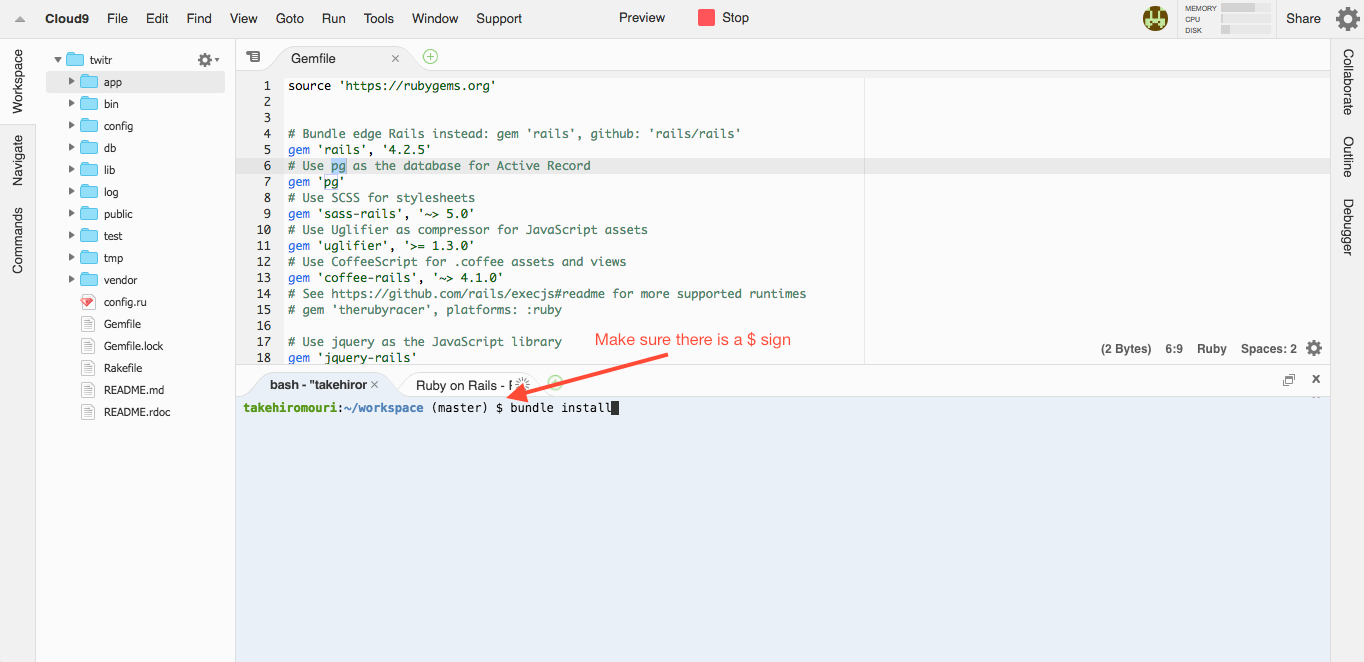 Cloud9 File Edit Find View Goto Run Tools Window Support Preview Stop MEMORY CPU DISK Share
Workspace
Navigate
Commands
twitr
app
bin
config
db
lib
log
public
test
tmp
vendor
config.ru
Gemfile
Gemfile.lock
Rakefile
README.md
README.rdoc
Gemfile
1 source 'https://rubygems.org'
2
3
4 # Bundle edge Rails instead: gem 'rails', github: 'rails/rails'
5 gem 'rails', '4.2.5'
6 # Use pg as the database for Active Record
7 gem 'pg'
8 # Use SCSS for stylesheets
9 gem 'sass-rails', '~> 5.0'
10 # Use Uglifier as compressor for JavaScript assets
11 gem 'uglifier', '>= 1.3.0'
12 # Use CoffeeScript for .coffee assets and views
13 gem 'coffee-rails', '~> 4.1.0'
14 # See https://github.com/rails/execjs#readme for more supported runtimes
15 # gem 'therubyracer', platforms: :ruby
16
17 # Use jquery as the JavaScript library
18 gem 'jquery-rails'
Make sure there is a $ sign
(2 Bytes) 6:9 Ruby Spaces: 2
bash - "takehiror Ruby on Rails -
takehiromouri:~/workspace (master) $ bundle install
Collaborate
Outline
Debugger